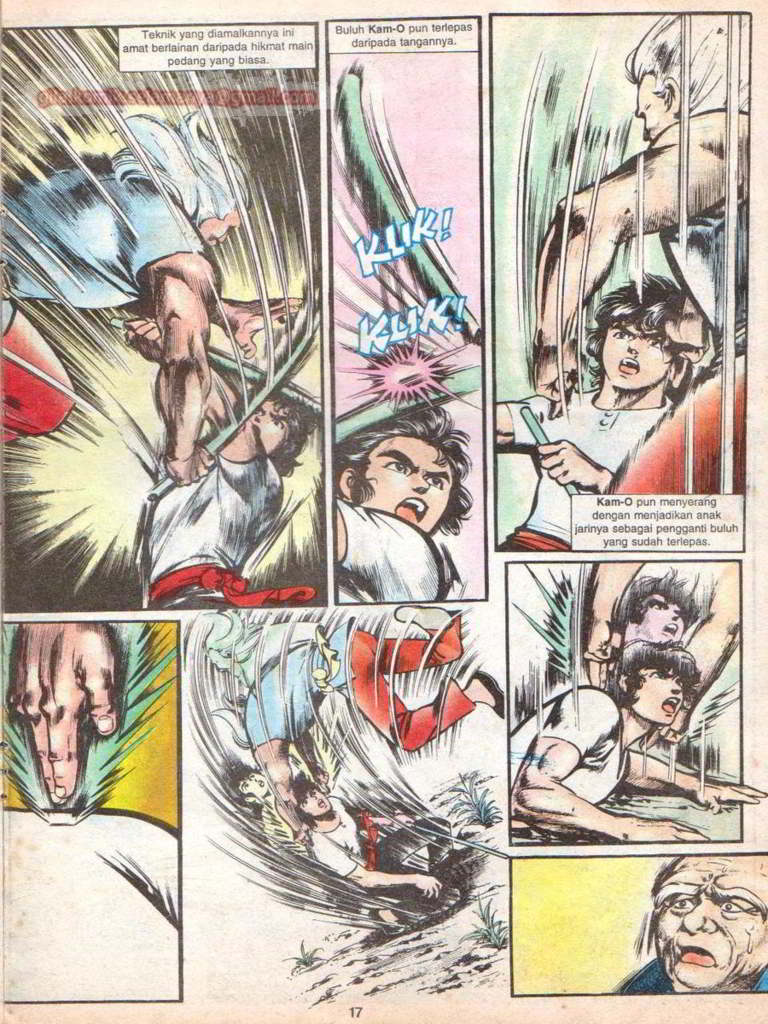 Teknik yang diamalkannya ini
amat berlainan daripada hikmat main
pedang yang biasa.
Buluh Kam-O pun terlepas
daripada tangannya.
KLIK!
KLIK!
Kam-O pun menyerang
dengan menjadikan anak
jarinya sebagai pengganti buluh
yang sudah terlepas.
17